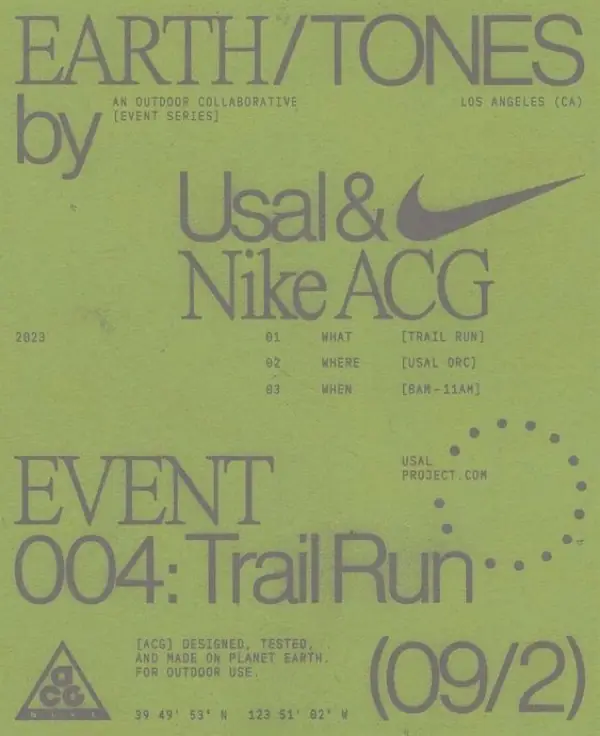 EARTH/TONES
by
AN OUTDOOR COLLABORATIVE
[EVENT SERIES]
LOS ANGELES (CA)
Usal &
Nike ACG
2023
01 WHAT [TRAIL RUN]
02 WHERE [USAL ORC]
03 WHEN [8AM-11AM]
USAL
PROJECT.COM
EVENT
004: Trail Run
[ACG] DESIGNED, TESTED,
AND MADE ON PLANET EARTH.
FOR OUTDOOR USE.
(09/2)
acG
NIKE
39 49' 53" N 123 51' 02" W